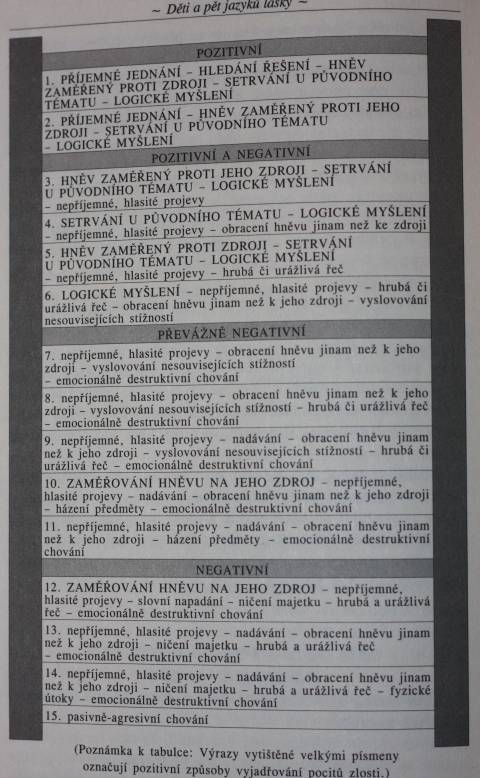 ~ Děti a pět jazyků lásky ~
POZITIVNÍ
1. PŘÍJEMNÉ JEDNÁNÍ – HLEDÁNÍ ŘEŠENÍ – HNĚV
ZAMĚŘENÝ PROTI ZDROJI – SETRVÁNÍ U PŮVODNÍHO
TÉMATU – LOGICKÉ MYŠLENÍ
2. PŘÍJEMNÉ JEDNÁNÍ – HNĚV ZAMĚŘENÝ PROTI JEHO
ZDROJI – SETRVÁNÍ U PŮVODNÍHO TÉMATU
– LOGICKÉ MYŠLENÍ
POZITIVNÍ A NEGATIVNÍ
3. HNĚV ZAMĚŘENÝ PROTI JEHO ZDROJI – SETRVÁNÍ
U PŮVODNÍHO TÉMATU – LOGICKÉ MYŠLENÍ
– nepříjemné, hlasité projevy
4. SETRVÁNÍ U PŮVODNÍHO TÉMATU – LOGICKÉ MYŠLENÍ
– nepříjemné, hlasité projevy – obracení hněvu jinam než ke zdroji
5. HNĚV ZAMĚŘENÝ PROTI ZDROJI – SETRVÁNÍ
U PŮVODNÍHO TÉMATU – LOGICKÉ MYŠLENÍ
– nepříjemné, hlasité projevy – hrubá či urážlivá řeč
6. LOGICKÉ MYŠLENÍ – nepříjemné, hlasité projevy – hrubá či
urážlivá řeč – obracení hněvu jinam než k jeho zdroji – vyslovování
nesouvisejících stížností
PŘEVÁŽNĚ NEGATIVNÍ
7. nepříjemné, hlasité projevy – obracení hněvu jinam než k jeho
zdroji – vyslovování nesouvisejících stížností
– emocionálně destruktivní chování
8. nepříjemné, hlasité projevy – obracení hněvu jinam než k jeho
zdroji – vyslovování nesouvisejících stížností – hrubá či urážlivá řeč
– emocionálně destruktivní chování
9. nepříjemné, hlasité projevy – nadávání – obracení hněvu jinam
než k jeho zdroji – vyslovování nesouvisejících stížností – hrubá či
urážlivá řeč – emocionálně destruktivní chování
10. ZAMĚŘOVÁNÍ HNĚVU NA JEHO ZDROJ – nepříjemné,
hlasité projevy – nadávání – obracení hněvu jinam než k jeho zdroji
– házení předměty – emocionálně destruktivní chování
11. nepříjemné, hlasité projevy – nadávání – obracení hněvu jinam
než k jeho zdroji – házení předměty – emocionálně destruktivní
chování
NEGATIVNÍ
12. ZAMĚŘOVÁNÍ HNĚVU NA JEHO ZDROJ – nepříjemné,
hlasité projevy – slovní napadání – ničení majetku – hrubá a urážlivá
řeč – emocionálně destruktivní chování
13. nepříjemné, hlasité projevy – nadávání – obracení hněvu jinam
než k jeho zdroji – ničení majetku – hrubá a urážlivá řeč
– emocionálně destruktivní chování
14. nepříjemné, hlasité projevy – nadávání – obracení hněvu jinam
než k jeho zdroji – ničení majetku – hrubá a urážlivá řeč – fyzické
útoky – emocionálně destruktivní chování
15. pasivně-agresivní chování
(Poznámka k tabulce: Výrazy vytištěné velkými písmeny
označují pozitivní způsoby vyjadřování pocitů zlosti.)